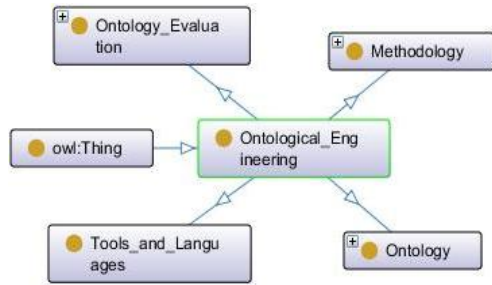 Ontology_Evalua
tion
Methodology
owl:Thing
Ontological_Eng
ineering
Tools_and_Langu
ages
Ontology